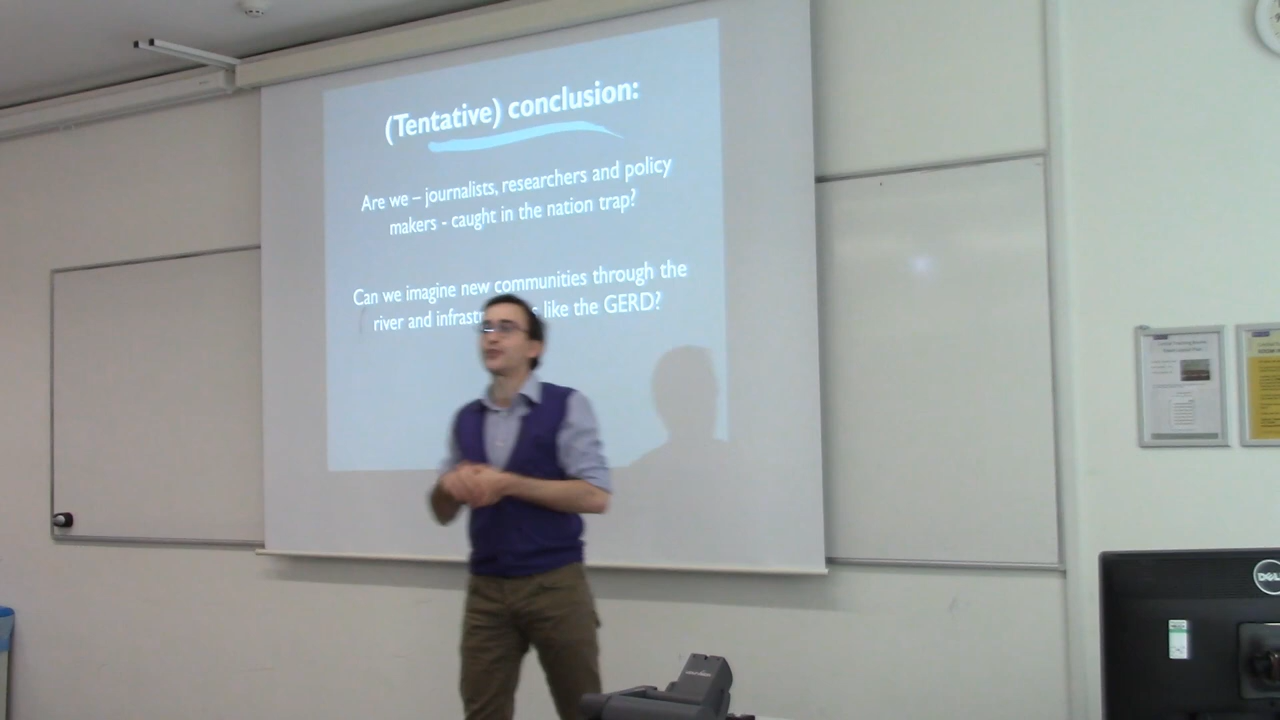 (Tentative) conclusion:
Are we – journalists, researchers and policy
makers - caught in the nation trap?
Can we imagine new communities through the
river and infrast s like the GERD?
DELL